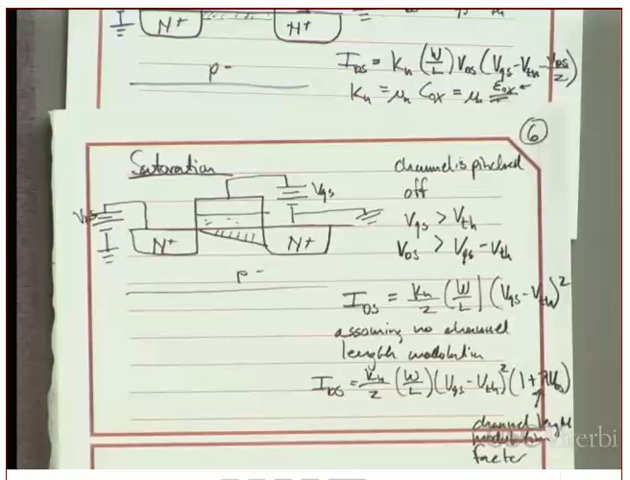 N+
N+
p-
I_DS = K_n (W/L) V_DS (V_gs - V_th - V_DS/2)
K_n = μ_n C_ox = μ_n ε_ox
6
Saturation
channel is pinched
off
V_gs
V_gs > V_th
V_DS > V_gs - V_th
N+
N+
p-
I_DS = K_n/2 (W/L) (V_gs - V_th)^2
assuming no channel
length modulation
I_DS = K_n/2 (W/L) (V_gs - V_th)^2 (1 + λV_DS)
channel length
modulation
factor
terbi